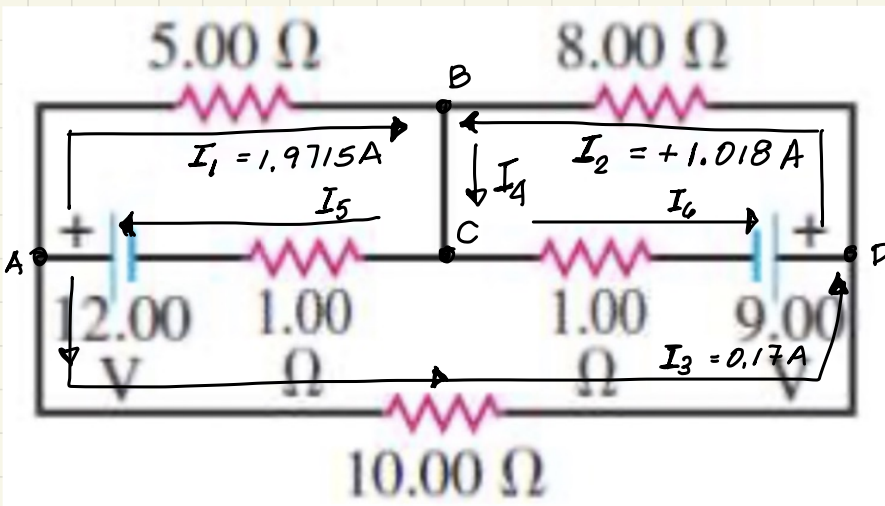 5.00 Ω
8.00 Ω
B
I₁ = 1.9715A
I₂ = + 1.018 A
I₄
I₅
I₆
+
+
A
C
D
12.00
V
1.00
Ω
1.00
Ω
9.00
V
I₃ = 0.17A
10.00 Ω